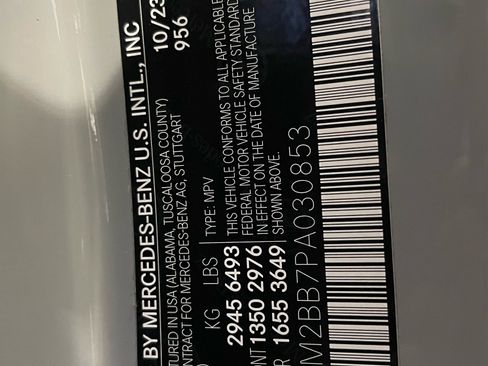 BY MERCEDES-BENZ U.S. INTL., INC
TURED IN USA (ALABAMA, TUSCALOOSA COUNTY) 10/23
NTRACT FOR MERCEDES-BENZ AG, STUTTGART 956
KG LBS TYPE: MPV
2945 6493 THIS VEHICLE CONFORMS TO ALL APPLICABLE
FEDERAL MOTOR VEHICLE SAFETY STANDARD
NT 1350 2976 IN EFFECT ON THE DATE OF MANUFACTURE
R 1655 3649 SHOWN ABOVE.
M2BB7PA030853